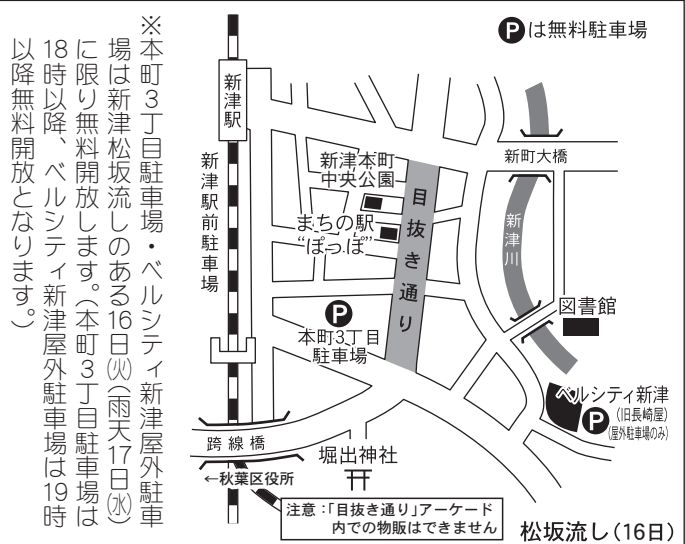 ※本町３丁目駐車場・ベルシティ新津屋外駐車
場は新津松坂流しのある16日㈫（雨天17日㈬）
に限り無料開放します。（本町３丁目駐車場は
18時以降、ベルシティ新津屋外駐車場は19時
以降無料開放となります。）
Pは無料駐車場
新津駅
新津駅前駐車場
新津本町
中央公園
まちの駅
“ぽっぽ”
目抜き通り
新町大橋
新津川
図書館
P
本町3丁目
駐車場
ベルシティ新津
（旧長崎屋）
（屋外駐車場のみ）
P
跨線橋
←秋葉区役所
堀出神社
注意：「目抜き通り」アーケード
内での物販はできません
松坂流し（16日）